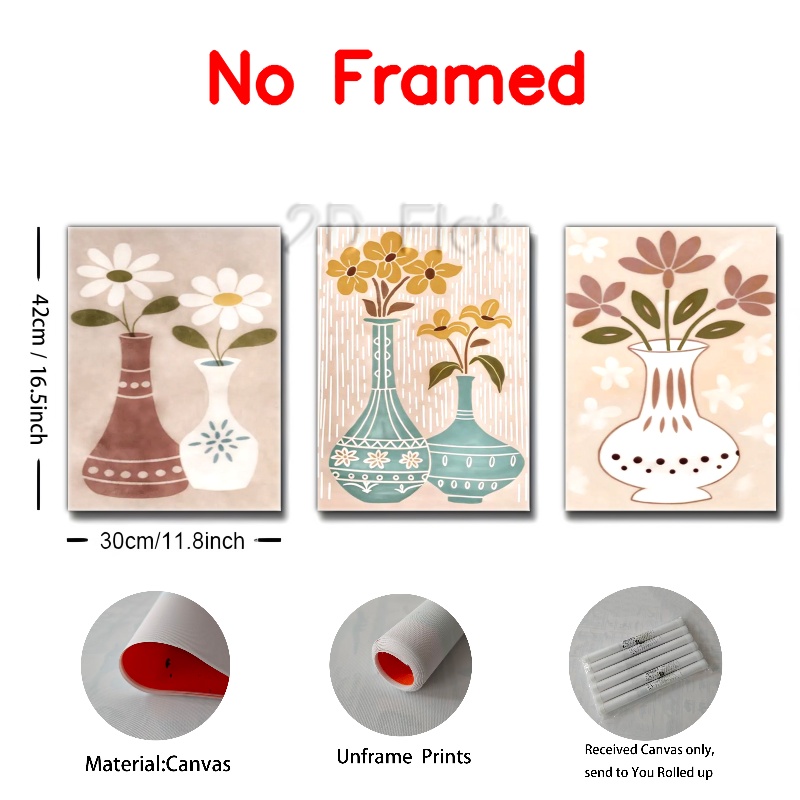 No Framed
2D Flat
42cm / 16.5inch
30cm/11.8inch
Material:Canvas
Unframe Prints
Received Canvas only,
send to You Rolled up